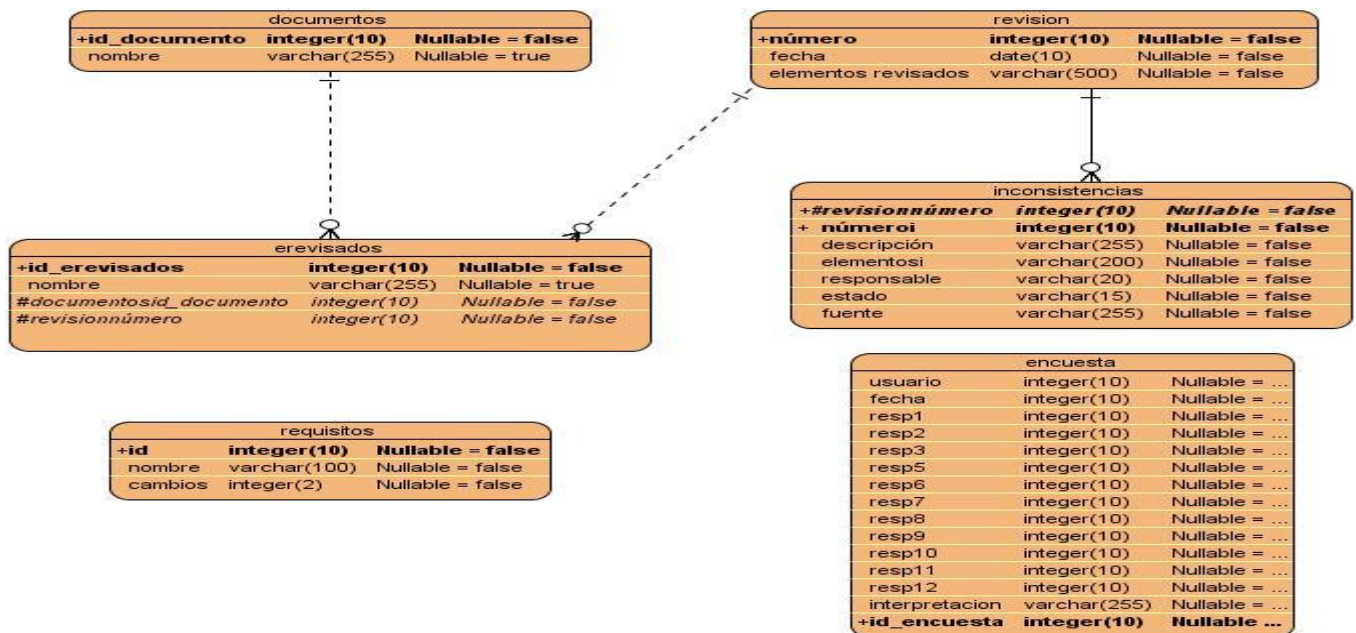 documentos
+id_documento integer(10) Nullable = false
nombre varchar(255) Nullable = true
revision
+número integer(10) Nullable = false
fecha date(10) Nullable = false
elementos revisados varchar(500) Nullable = false
inconsistencias
+#revisionnúmero integer(10) Nullable = false
+ númeroi integer(10) Nullable = false
descripción varchar(255) Nullable = false
elementosi varchar(200) Nullable = false
responsable varchar(20) Nullable = false
estado varchar(15) Nullable = false
fuente varchar(255) Nullable = false
erevisados
+id_erevisados integer(10) Nullable = false
nombre varchar(255) Nullable = true
#documentosid_documento integer(10) Nullable = false
#revisionnúmero integer(10) Nullable = false
requisitos
+id integer(10) Nullable = false
nombre varchar(100) Nullable = false
cambios integer(2) Nullable = false
encuesta
usuario integer(10) Nullable = ...
fecha integer(10) Nullable = ...
resp1 integer(10) Nullable = ...
resp2 integer(10) Nullable = ...
resp3 integer(10) Nullable = ...
resp5 integer(10) Nullable = ...
resp6 integer(10) Nullable = ...
resp7 integer(10) Nullable = ...
resp8 integer(10) Nullable = ...
resp9 integer(10) Nullable = ...
resp10 integer(10) Nullable = ...
resp11 integer(10) Nullable = ...
resp12 integer(10) Nullable = ...
interpretacion varchar(255) Nullable = ...
+id_encuesta integer(10) Nullable ...